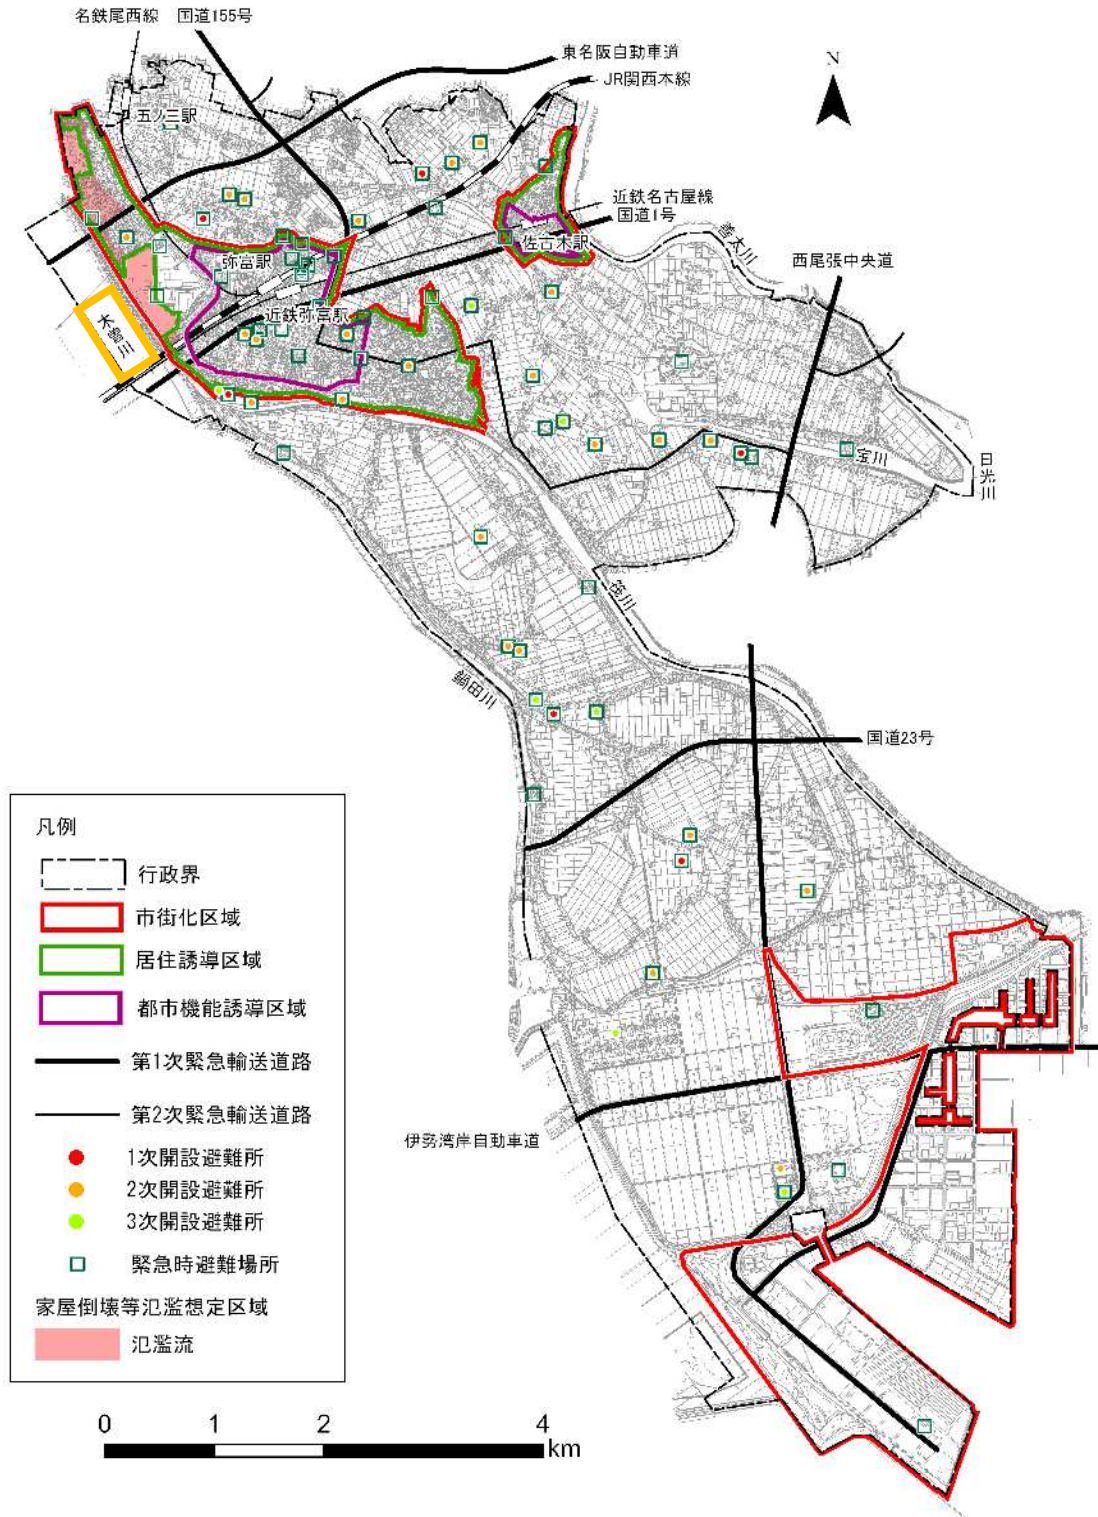 名鉄尾西線 国道155号
東名阪自動車道
JR関西本線
N
五ノ三駅
近鉄名古屋線
国道1号
佐古木駅
善太川
弥富駅
西尾張中央道
近鉄弥富駅
木曽川
宝川
日光川
筏川
鍋田川
国道23号
凡例
行政界
市街化区域
居住誘導区域
都市機能誘導区域
第1次緊急輸送道路
第2次緊急輸送道路
1次開設避難所
2次開設避難所
3次開設避難所
緊急時避難場所
家屋倒壊等氾濫想定区域
氾濫流
伊勢湾岸自動車道
0 1 2 4
km